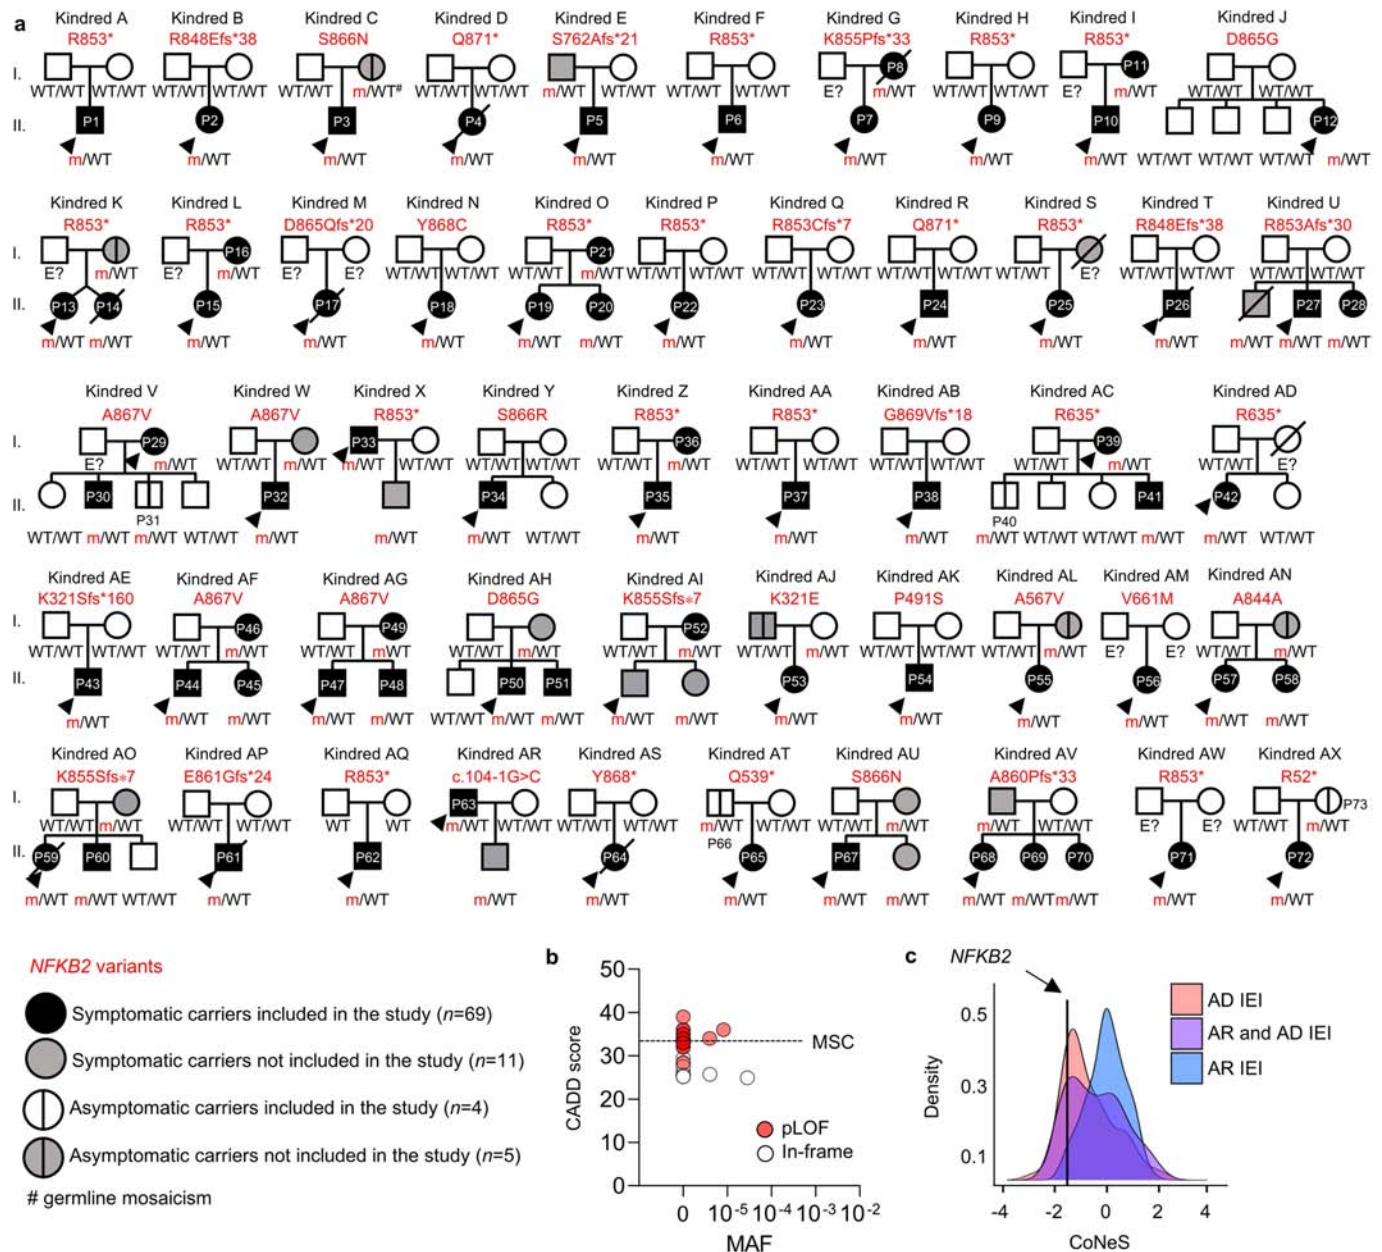 a
Kindred A Kindred B Kindred C Kindred D Kindred E Kindred F Kindred G Kindred H Kindred I Kindred J
R853* R848Efs*38 S866N Q871* S762Afs*21 R853* K855Pfs*33 R853* R853* D865G
I. P8 P11
WT/WT WT/WT WT/WT WT/WT WT/WT m/WT# WT/WT WT/WT m/WT WT/WT WT/WT WT/WT E? m/WT WT/WT WT/WT E? m/WT WT/WT WT/WT
II. P1 P2 P3 P4 P5 P6 P7 P9 P10 P12
m/WT m/WT m/WT m/WT m/WT m/WT m/WT m/WT m/WT WT/WT WT/WT WT/WT m/WT
Kindred K Kindred L Kindred M Kindred N Kindred O Kindred P Kindred Q Kindred R Kindred S Kindred T Kindred U
R853* R853* D865Qfs*20 Y868C R853* R853* R853Cfs*7 Q871* R853* R848Efs*38 R853Afs*30
I. P16 P21
E? m/WT E? m/WT E? E? WT/WT WT/WT WT/WT m/WT WT/WT WT/WT WT/WT WT/WT WT/WT WT/WT WT/WT E? WT/WT WT/WT WT/WT WT/WT
II. P13 P14 P15 P17 P18 P19 P20 P22 P23 P24 P25 P26 P27 P28
m/WT m/WT m/WT m/WT m/WT m/WT m/WT m/WT m/WT m/WT m/WT m/WT m/WT m/WT m/WT
Kindred V Kindred W Kindred X Kindred Y Kindred Z Kindred AA Kindred AB Kindred AC Kindred AD
A867V A867V R853* S866R R853* R853* G869Vfs*18 R635* R635*
I. P29 P33 P36 P39
E? m/WT WT/WT m/WT m/WT WT/WT WT/WT WT/WT WT/WT m/WT WT/WT WT/WT WT/WT WT/WT WT/WT m/WT WT/WT E?
II. P30 P32 P34 P35 P37 P38 P41 P42
P31 P40
WT/WT m/WT m/WT WT/WT m/WT m/WT m/WT WT/WT m/WT m/WT m/WT m/WT WT/WT WT/WT m/WT m/WT WT/WT
Kindred AE Kindred AF Kindred AG Kindred AH Kindred AI Kindred AJ Kindred AK Kindred AL Kindred AM Kindred AN
K321Sfs*160 A867V A867V D865G K855Sfs*7 K321E P491S A567V V661M A844A
I. P46 P49 P52
WT/WT WT/WT WT/WT m/WT WT/WT m/WT WT/WT m/WT WT/WT m/WT WT/WT m/WT WT/WT WT/WT WT/WT m/WT E? E? WT/WT m/WT
II. P43 P44 P45 P47 P48 P50 P51 P53 P54 P55 P56 P57 P58
m/WT m/WT m/WT m/WT m/WT WT/WT m/WT m/WT m/WT m/WT m/WT m/WT m/WT m/WT m/WT m/WT
Kindred AO Kindred AP Kindred AQ Kindred AR Kindred AS Kindred AT Kindred AU Kindred AV Kindred AW Kindred AX
K855Sfs*7 E861Gfs*24 R853* c.104-1G>C Y868* Q539* S866N A860Pfs*33 R853* R52*
I. P63 P73
WT/WT m/WT WT/WT WT/WT WT WT m/WT WT/WT WT/WT WT/WT m/WT WT/WT WT/WT m/WT m/WT WT/WT E? E? WT/WT m/WT
P66
II. P59 P60 P61 P62 P64 P65 P67 P68 P69 P70 P71 P72
m/WT m/WT WT/WT m/WT m/WT m/WT m/WT m/WT m/WT m/WT m/WT m/WT m/WT m/WT m/WT
NFKB2 variants
Symptomatic carriers included in the study (n=69)
Symptomatic carriers not included in the study (n=11)
Asymptomatic carriers included in the study (n=4)
Asymptomatic carriers not included in the study (n=5)
# germline mosaicism
b
CADD score
50
40
30
20
10
0
MSC
pLOF
In-frame
0 10-5 10-4 10-3 10-2
MAF
c
NFKB2
AD IEI
AR and AD IEI
AR IEI
Density
0.5
0.3
0.1
-4 -2 0 2 4
CoNeS